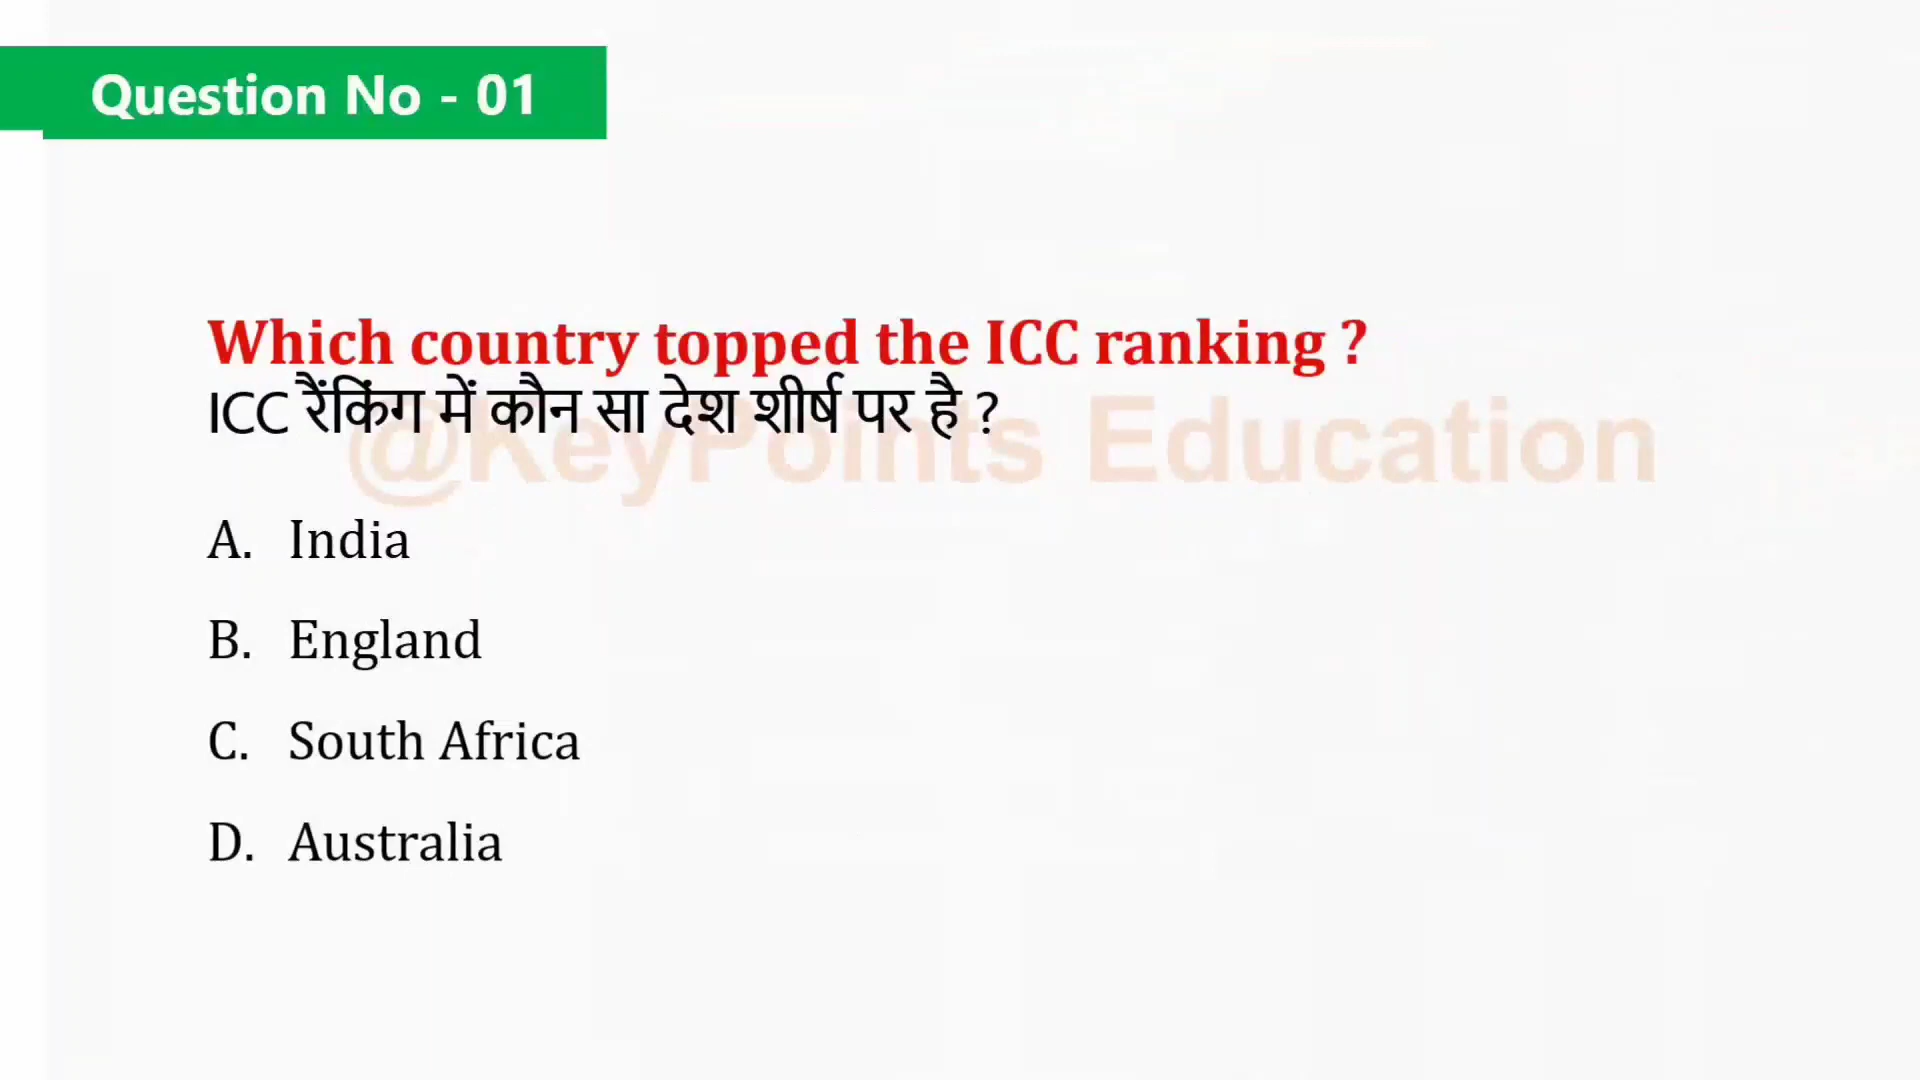 Question No - 01
Which country topped the ICC ranking ?
ICC रैंकिंग में कौन सा देश शीर्ष पर है ?
@KeyPoints Education
A. India
B. England
C. South Africa
D. Australia